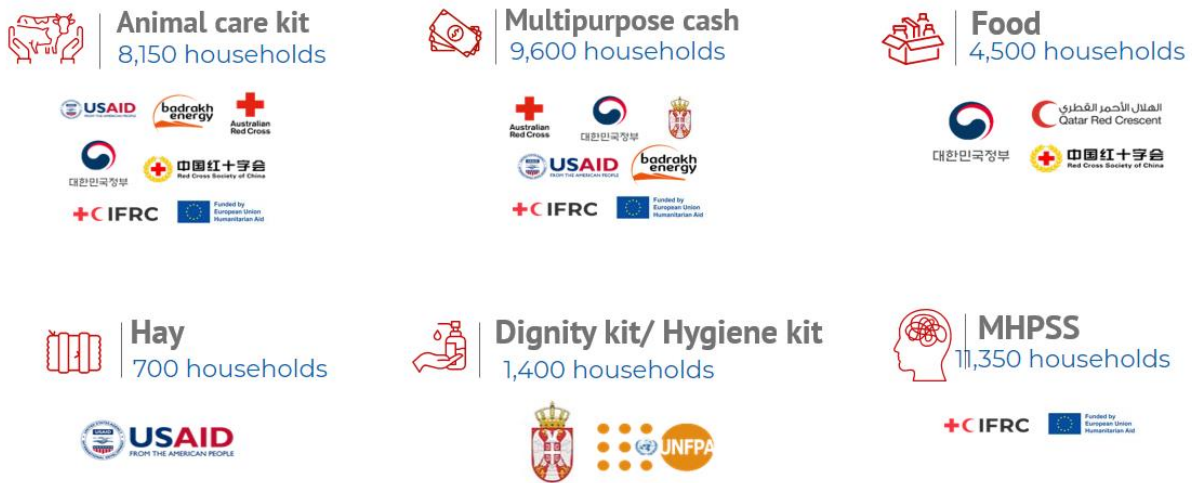 Animal care kit
8,150 households
USAID
FROM THE AMERICAN PEOPLE
badrakh
energy
Australian
Red Cross
대한민국정부
中国红十字会
Red Cross Society of China
IFRC
Funded by
European Union
Humanitarian Aid
Multipurpose cash
9,600 households
Australian
Red Cross
대한민국정부
USAID
FROM THE AMERICAN PEOPLE
badrakh
energy
IFRC
Funded by
European Union
Humanitarian Aid
Food
4,500 households
대한민국정부
الهلال الأحمر القطري
Qatar Red Crescent
中国红十字会
Red Cross Society of China
Hay
700 households
USAID
FROM THE AMERICAN PEOPLE
Dignity kit/ Hygiene kit
1,400 households
UNFPA
MHPSS
11,350 households
IFRC
Funded by
European Union
Humanitarian Aid